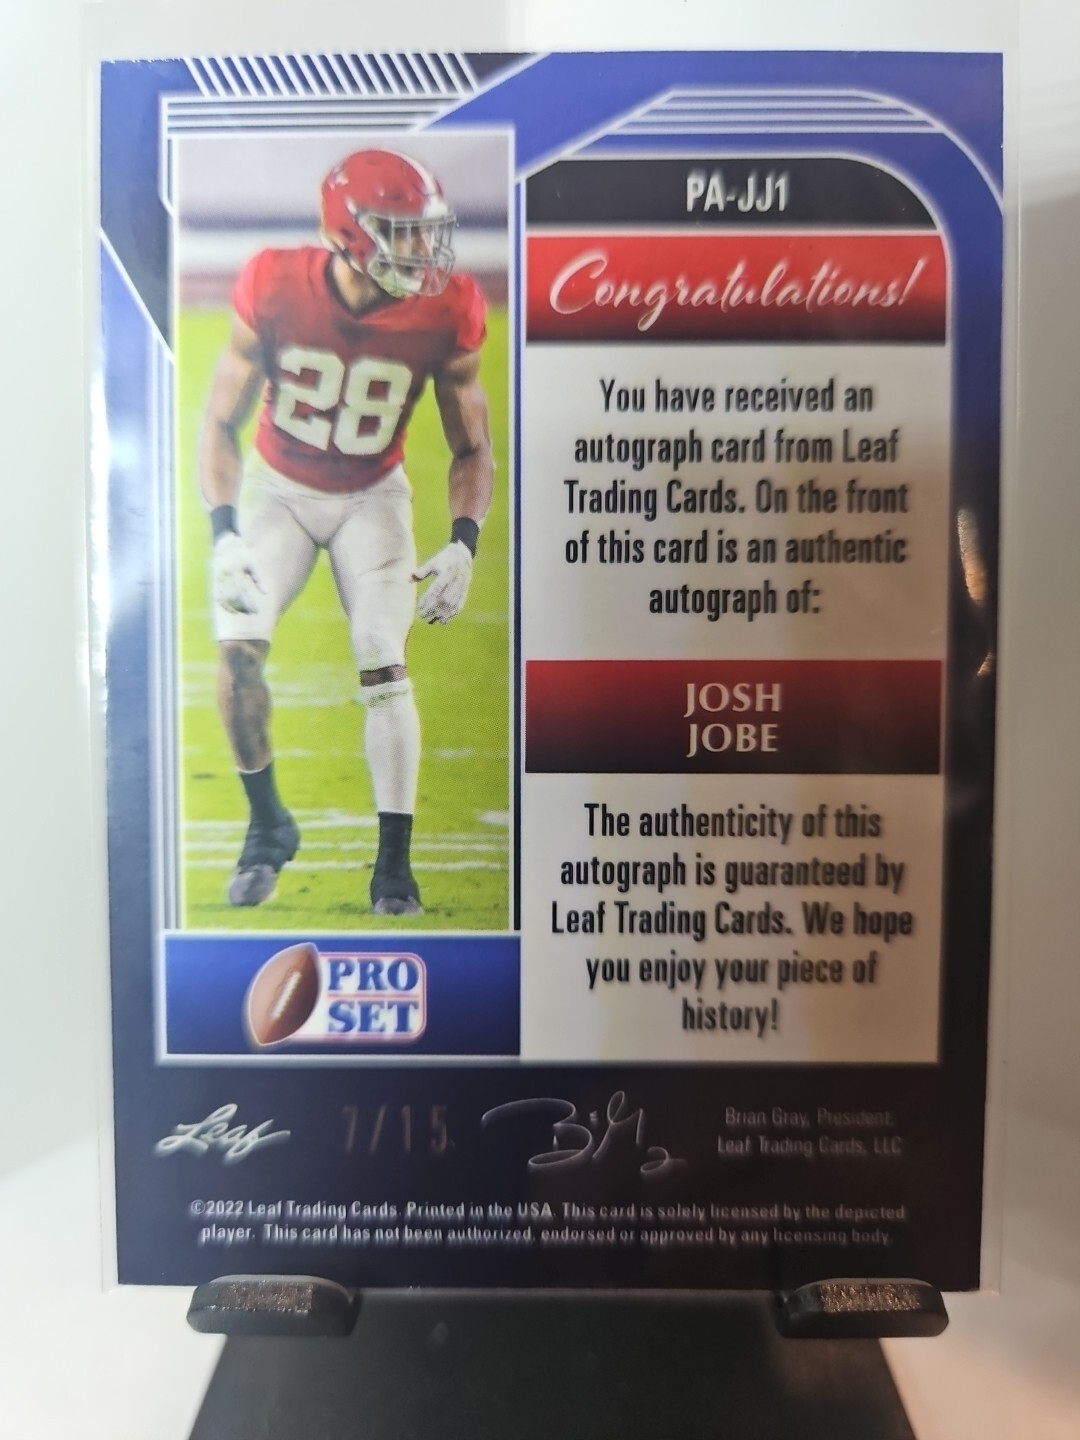 PA-JJ1
Congratulations!
You have received an
autograph card from Leaf
Trading Cards. On the front
of this card is an authentic
autograph of:
JOSH
JOBE
The authenticity of this
autograph is guaranteed by
Leaf Trading Cards. We hope
you enjoy your piece of
history!
28
PRO
SET
Leaf
7/15
Brian Gray, President,
Leaf Trading Cards, LLC
©2022 Leaf Trading Cards. Printed in the USA. This card is solely licensed by the depicted
player. This card has not been authorized, endorsed or approved by any licensing body.